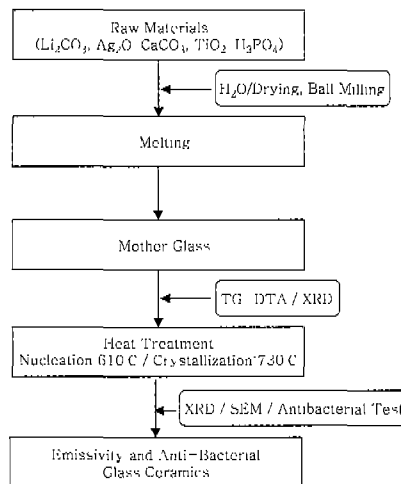 Raw Materials
(Li₂CO₃, Ag₂O CaCO₃, TiO₂ H₃PO₄)
H₂O/Drying, Ball Milling
Melting
Mother Glass
TG DTA / XRD
Heat Treatment
Nucleation 610 C / Crystallization 730 C
XRD / SEM / Antibacterial Test
Emissivity and Anti-Bacterial
Glass Ceramics